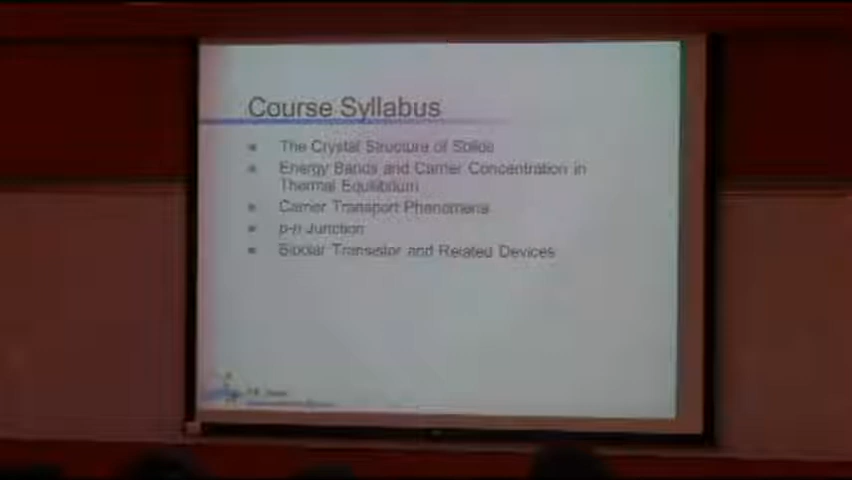 Course Syllabus
The Crystal Structure of Solids
Energy Bands and Carrier Concentration in
Thermal Equilibrium
Carrier Transport Phenomena
p-n Junction
Bipolar Transistor and Related Devices